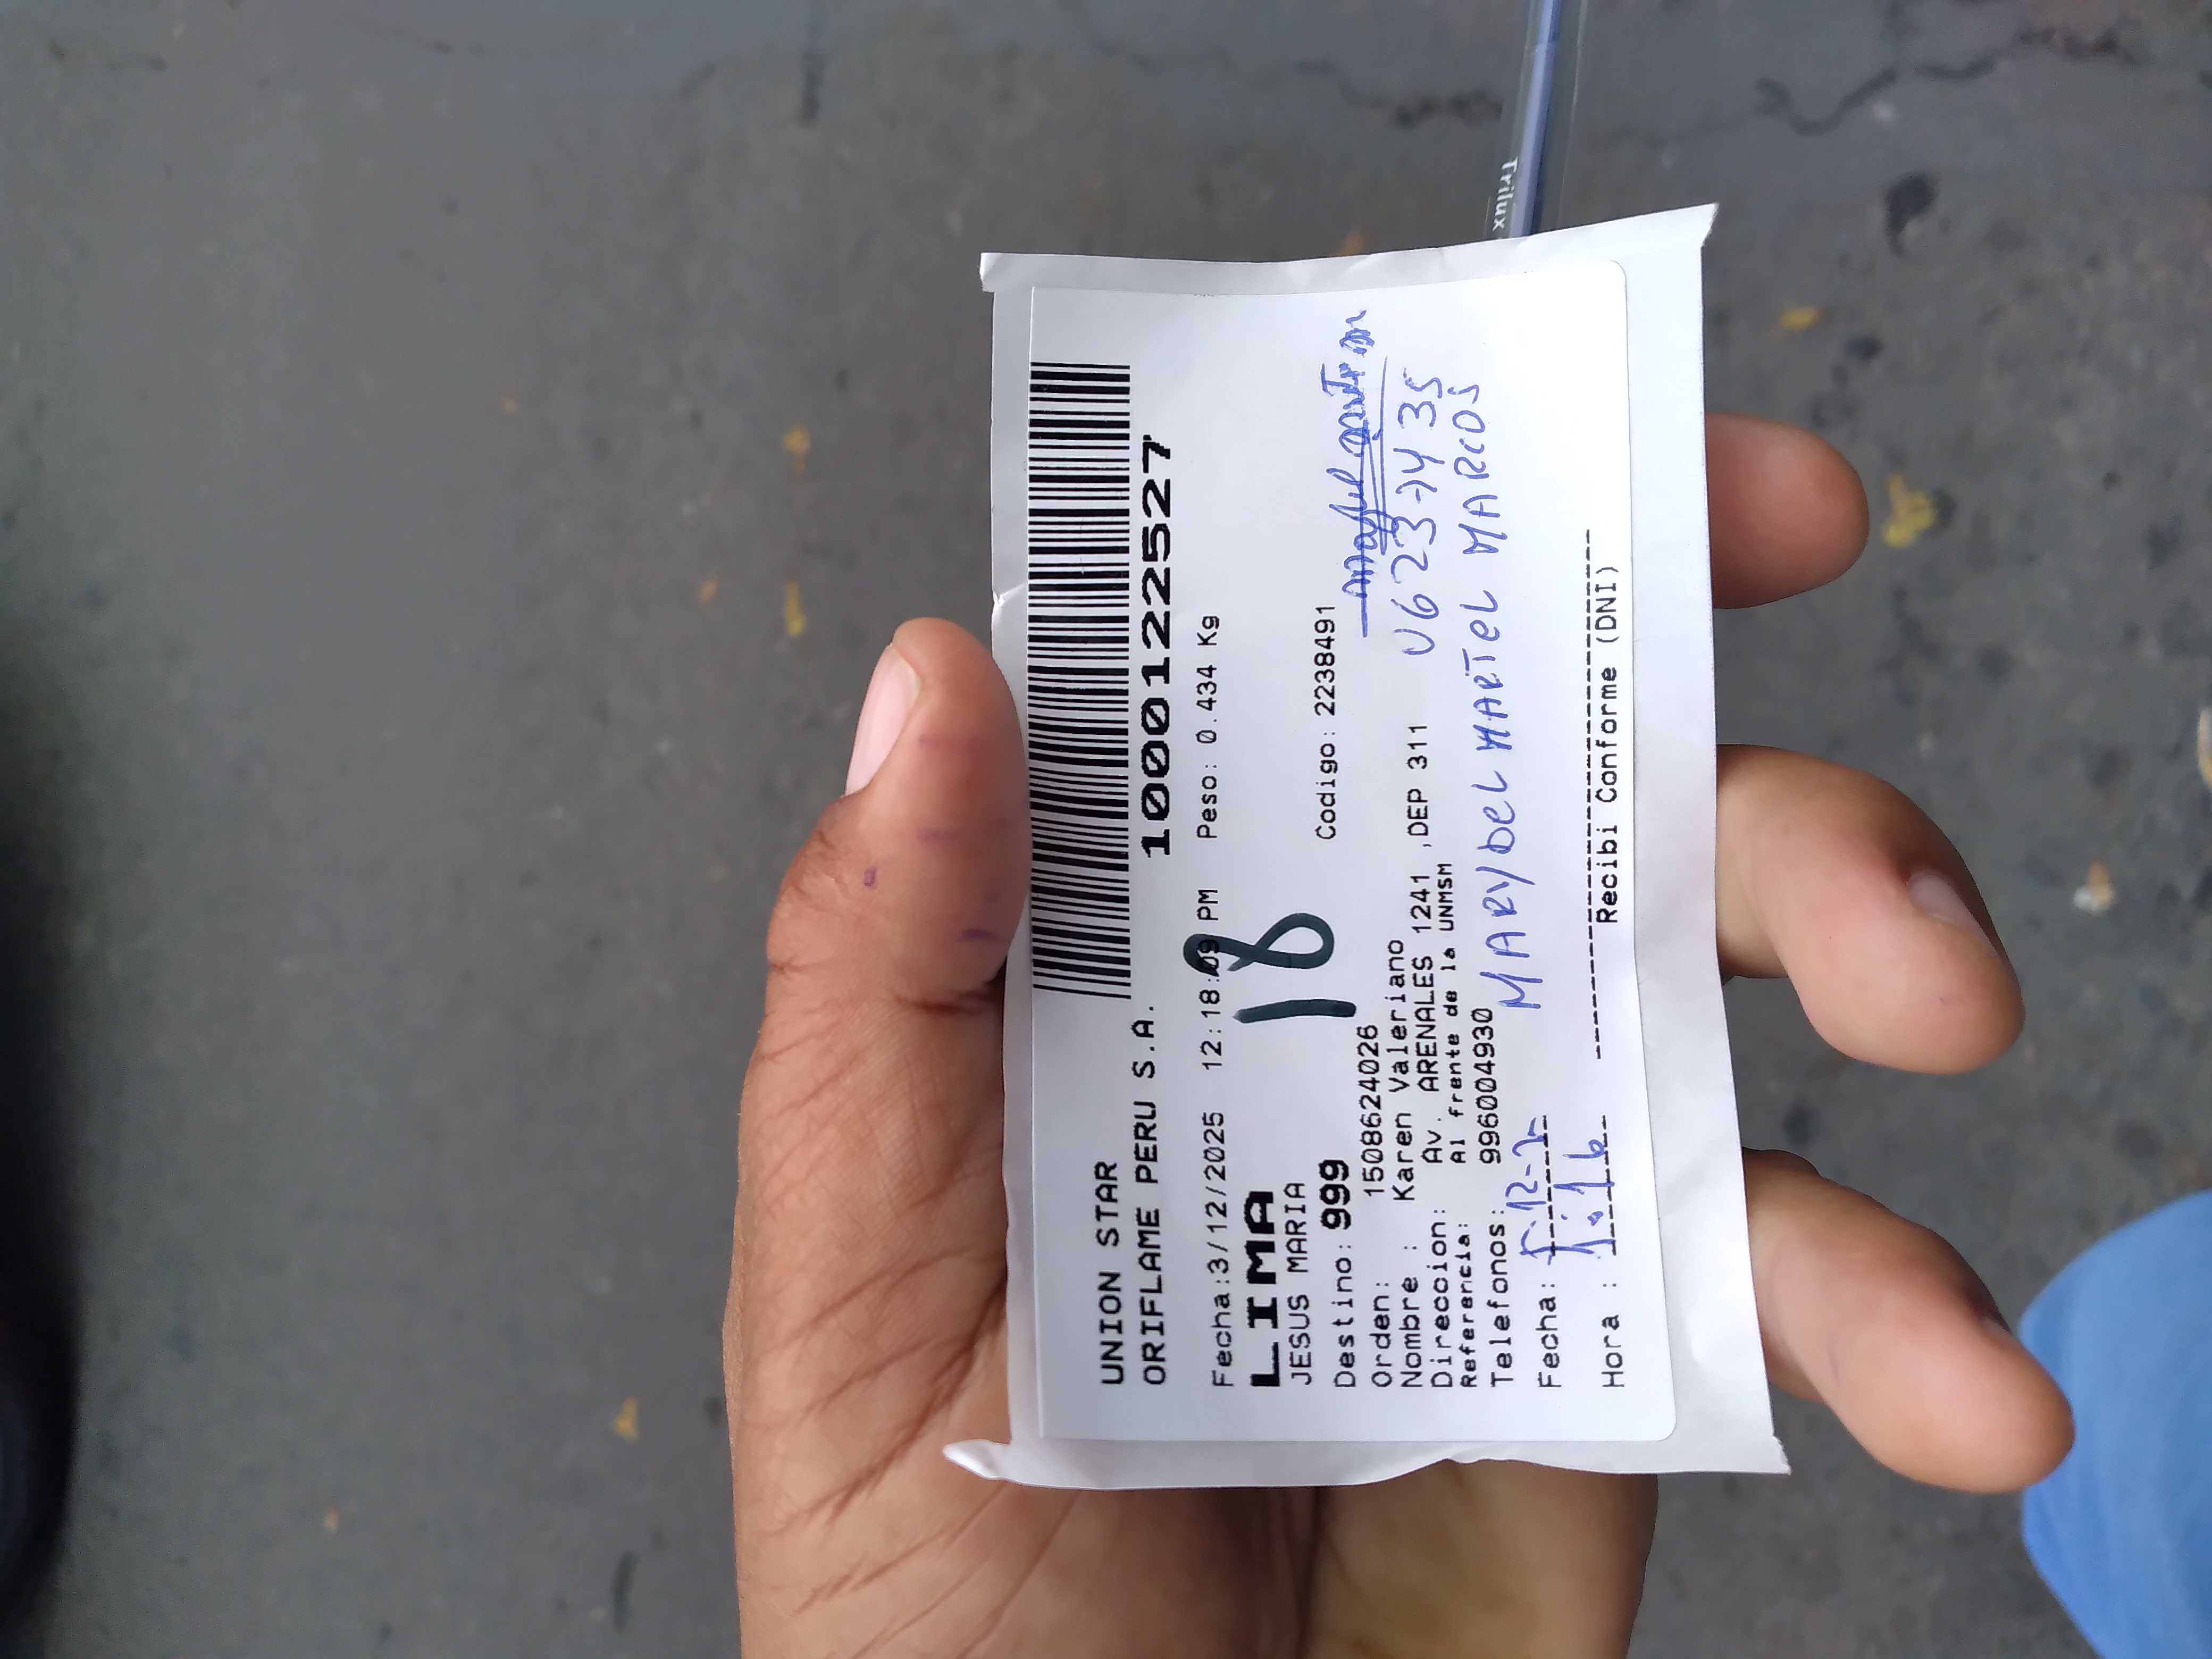 UNION STAR
ORIFLAME PERU S.A.
10001222527
Fecha:3/12/2025 12:18:09 PM Peso: 0.434 Kg
LIMA
18
JESUS MARIA
Destino: 999 Codigo: 2238491
Orden: 1508624026
Nombre : Karen Valeriano
Direccion: Av. ARENALES 1241 ,DEP 311
Referencia: Al frente de la UNMSM
Telefonos: 996004930
MARYbeL MARTeL MARCOS
Fecha:
Hora :
Recibi Conforme (DNI)
Trilux